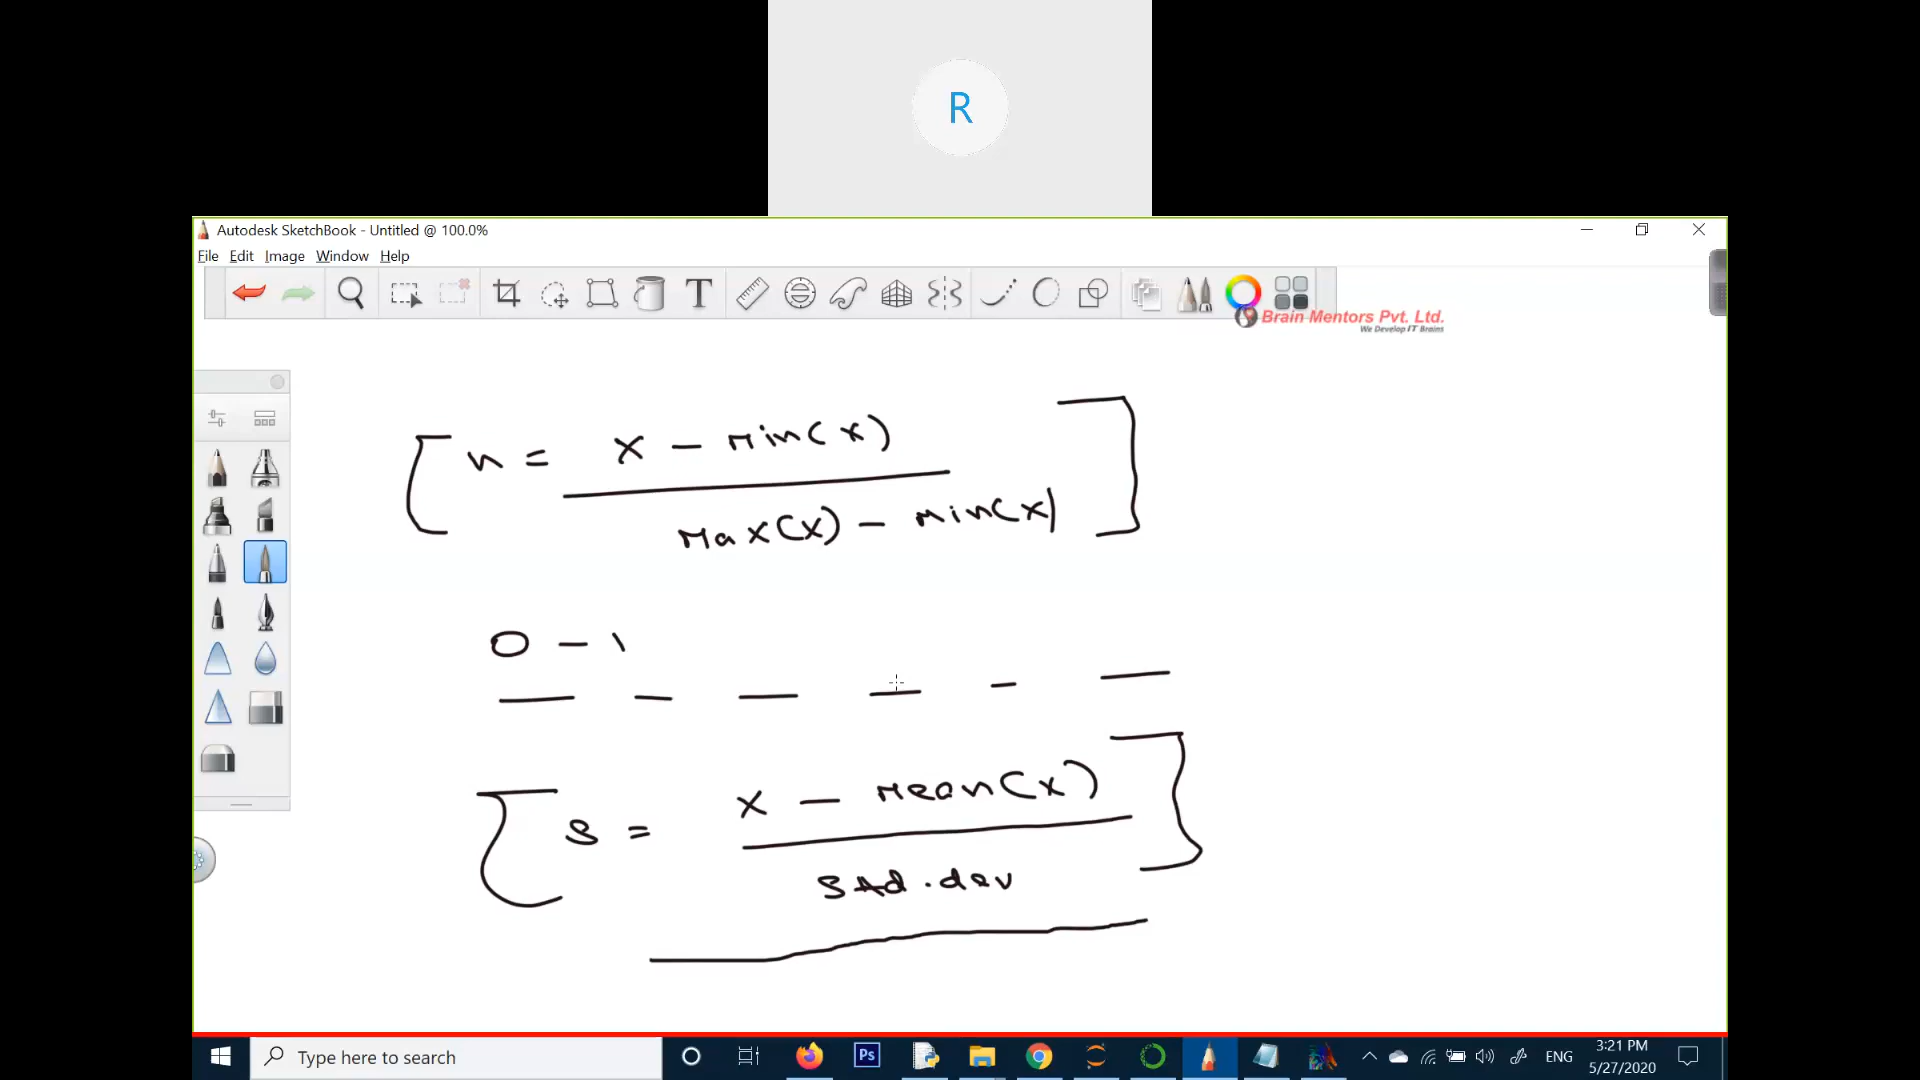 R
Autodesk SketchBook - Untitled @ 100.0%
File Edit Image Window Help
T
Brain Mentors Pvt. Ltd.
We Develop IT Brains
n = x - Min(x)
Max(x) - Min(x)
0 - 1
S = x - Mean(x)
Std.dev
Type here to search
Ps
ENG
3:21 PM
5/27/2020